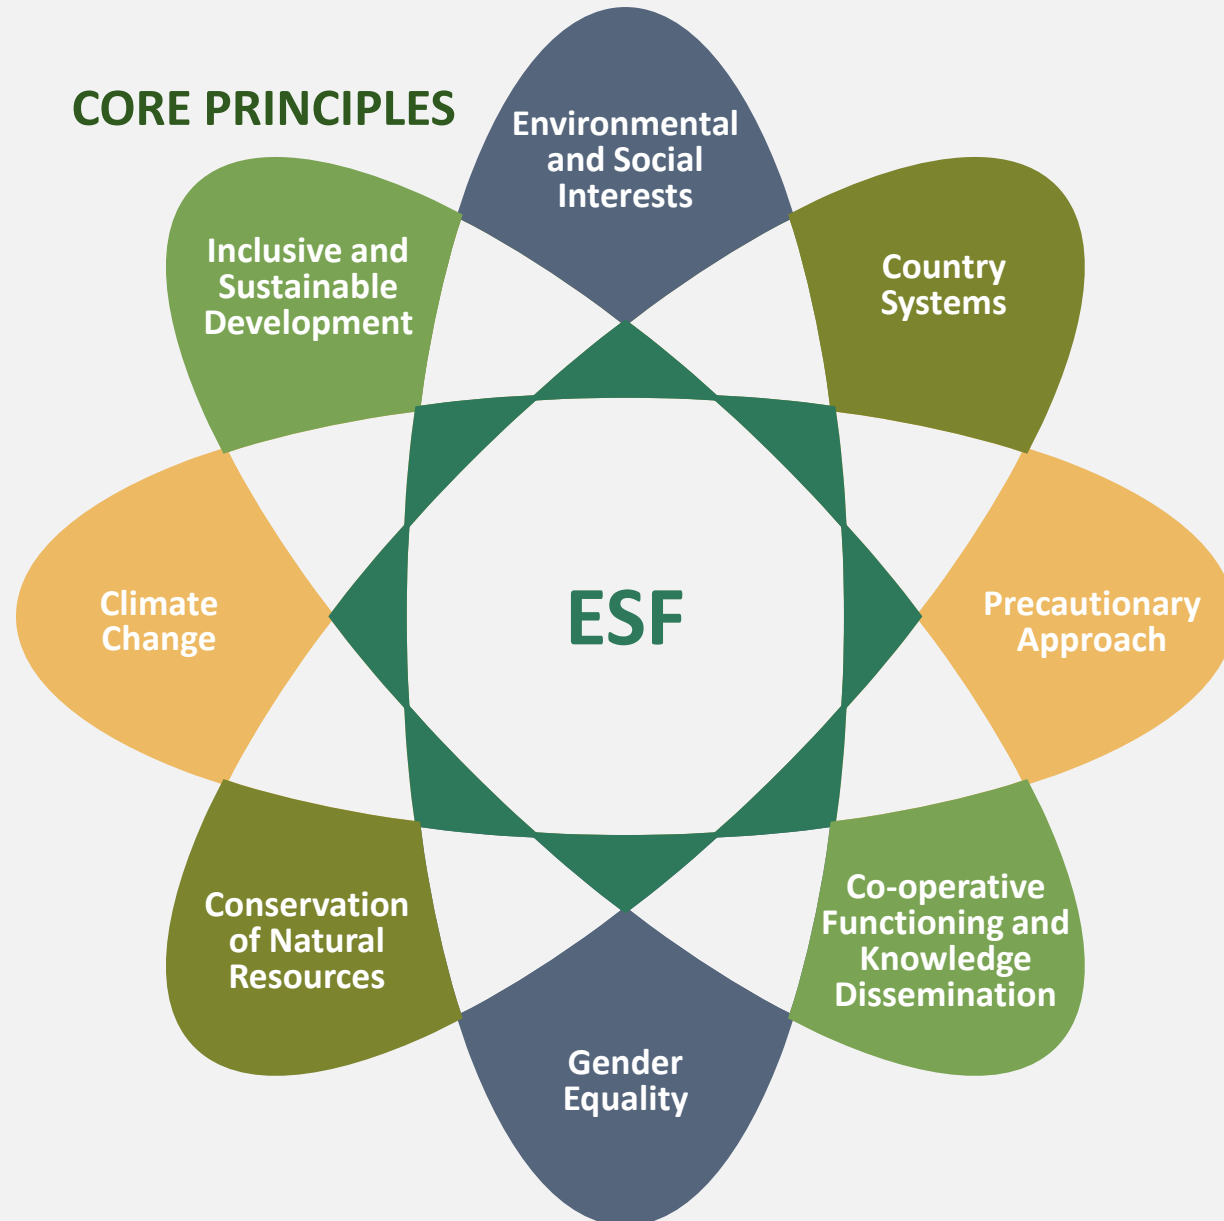 CORE PRINCIPLES
Environmental
and Social
Interests
Country
Systems
Precautionary
Approach
Co-operative
Functioning and
Knowledge
Dissemination
Gender
Equality
Conservation
of Natural
Resources
Climate
Change
Inclusive and
Sustainable
Development
ESF